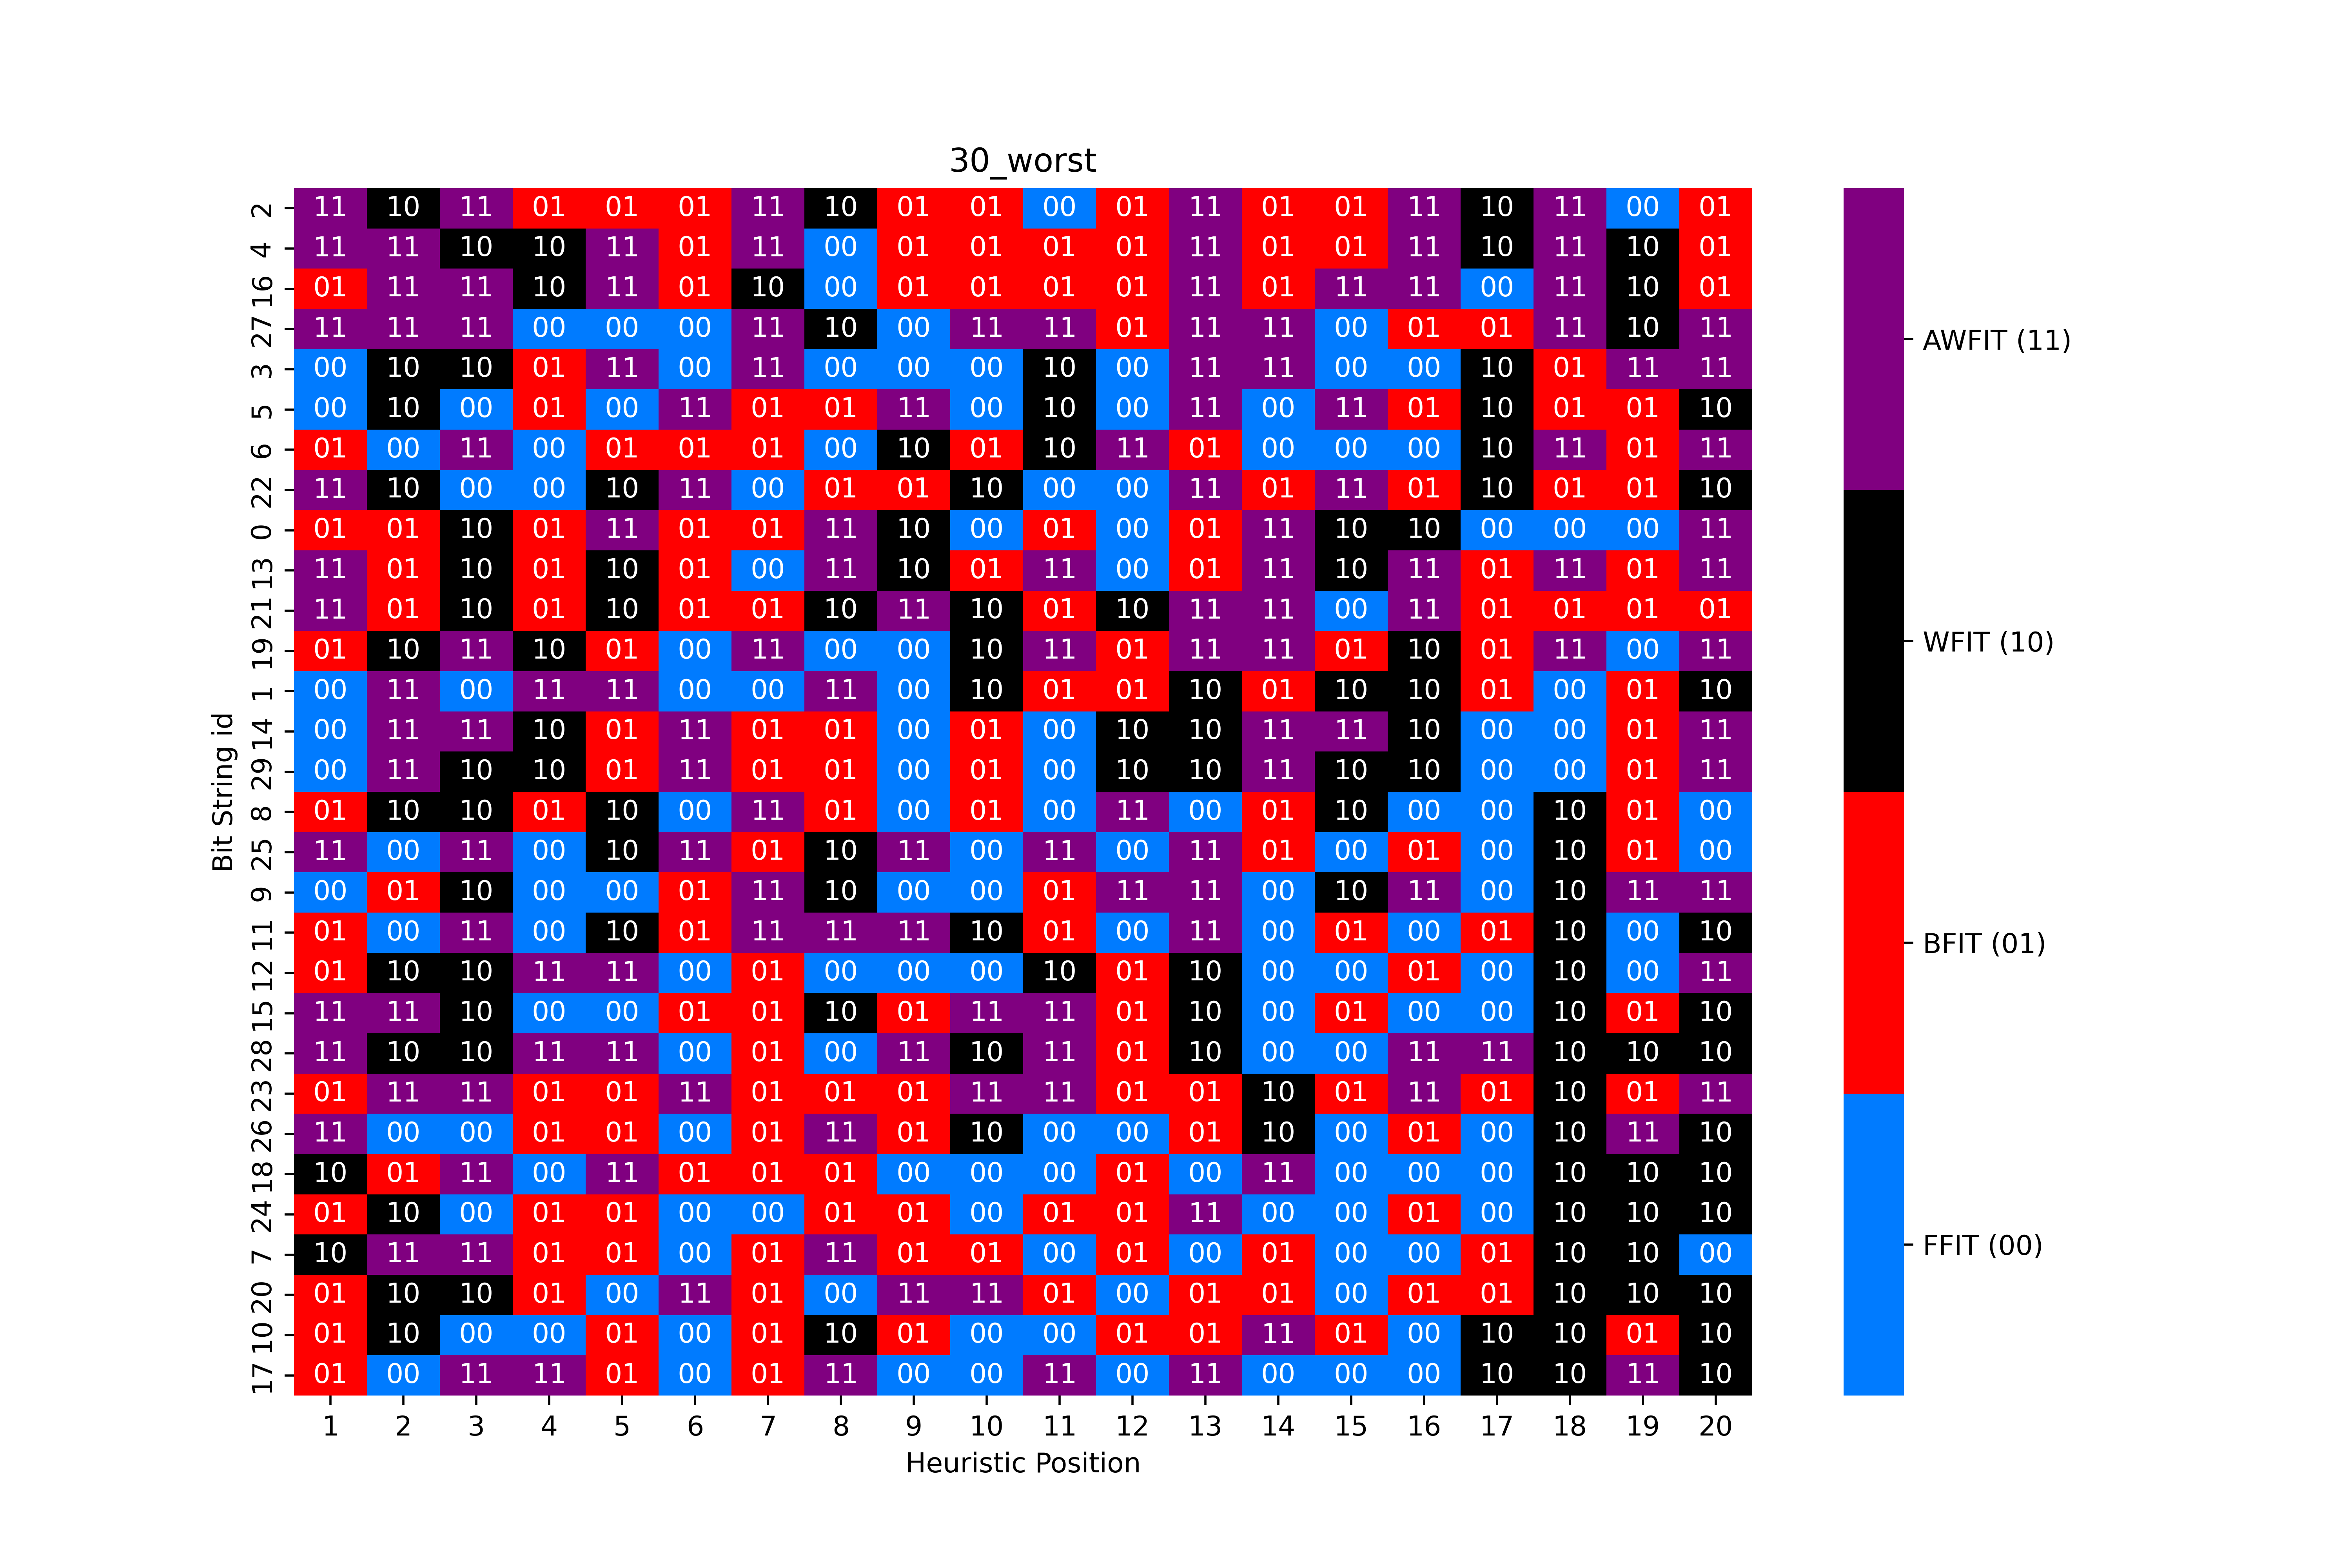 30_worst
2 11 10 11 01 01 01 11 10 01 01 00 01 11 01 01 11 10 11 00 01
4 11 11 10 10 11 01 11 00 01 01 01 01 11 01 01 11 10 11 10 01
16 01 11 11 10 11 01 10 00 01 01 01 01 11 01 11 11 00 11 10 01
27 11 11 11 00 00 00 11 10 00 11 11 01 11 11 00 01 01 11 10 11
3 00 10 10 01 11 00 11 00 00 00 10 00 11 11 00 00 10 01 11 11
5 00 10 00 01 00 11 01 01 11 00 10 00 11 00 11 01 10 01 01 10
6 01 00 11 00 01 01 01 00 10 01 10 11 01 00 00 00 10 11 01 11
22 11 10 00 00 10 11 00 01 01 10 00 00 11 01 11 01 10 01 01 10
0 01 01 10 01 11 01 01 11 10 00 01 00 01 11 10 10 00 00 00 11
13 11 01 10 01 10 01 00 11 10 01 11 00 01 11 10 11 01 11 01 11
21 11 01 10 01 10 01 01 10 11 10 01 10 11 11 00 11 01 01 01 01
19 01 10 11 10 01 00 11 00 00 10 11 01 11 11 01 10 01 11 00 11
1 00 11 00 11 11 00 00 11 00 10 01 01 10 01 10 10 01 00 01 10
14 00 11 11 10 01 11 01 01 00 01 00 10 10 11 11 10 00 00 01 11
29 00 11 10 10 01 11 01 01 00 01 00 10 10 11 10 10 00 00 01 11
8 01 10 10 01 10 00 11 01 00 01 00 11 00 01 10 00 00 10 01 00
25 11 00 11 00 10 11 01 10 11 00 11 00 11 01 00 01 00 10 01 00
9 00 01 10 00 00 01 11 10 00 00 01 11 11 00 10 11 00 10 11 11
11 01 00 11 00 10 01 11 11 11 10 01 00 11 00 01 00 01 10 00 10
12 01 10 10 11 11 00 01 00 00 00 10 01 10 00 00 01 00 10 00 11
15 11 11 10 00 00 01 01 10 01 11 11 01 10 00 01 00 00 10 01 10
28 11 10 10 11 11 00 01 00 11 10 11 01 10 00 00 11 11 10 10 10
23 01 11 11 01 01 11 01 01 01 11 11 01 01 10 01 11 01 10 01 11
26 11 00 00 01 01 00 01 11 01 10 00 00 01 10 00 01 00 10 11 10
18 10 01 11 00 11 01 01 01 00 00 00 01 00 11 00 00 00 10 10 10
24 01 10 00 01 01 00 00 01 01 00 01 01 11 00 00 01 00 10 10 10
7 10 11 11 01 01 00 01 11 01 01 00 01 00 01 00 00 01 10 10 00
20 01 10 10 01 00 11 01 00 11 11 01 00 01 01 00 01 01 10 10 10
10 01 10 00 00 01 00 01 10 01 00 00 01 01 11 01 00 10 10 01 10
17 01 00 11 11 01 00 01 11 00 00 11 00 11 00 00 00 10 10 11 10
1 2 3 4 5 6 7 8 9 10 11 12 13 14 15 16 17 18 19 20
Heuristic Position
Bit String id
AWFIT (11)
WFIT (10)
BFIT (01)
FFIT (00)